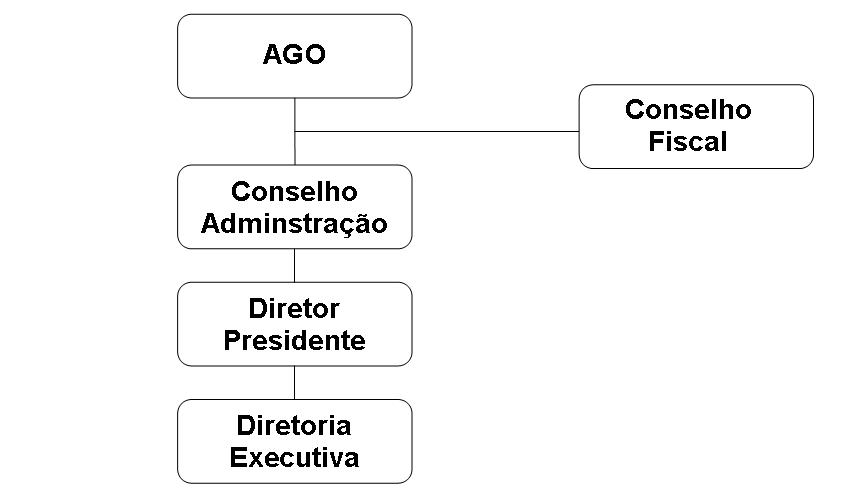 AGO
Conselho
Fiscal
Conselho
Adminstração
Diretor
Presidente
Diretoria
Executiva